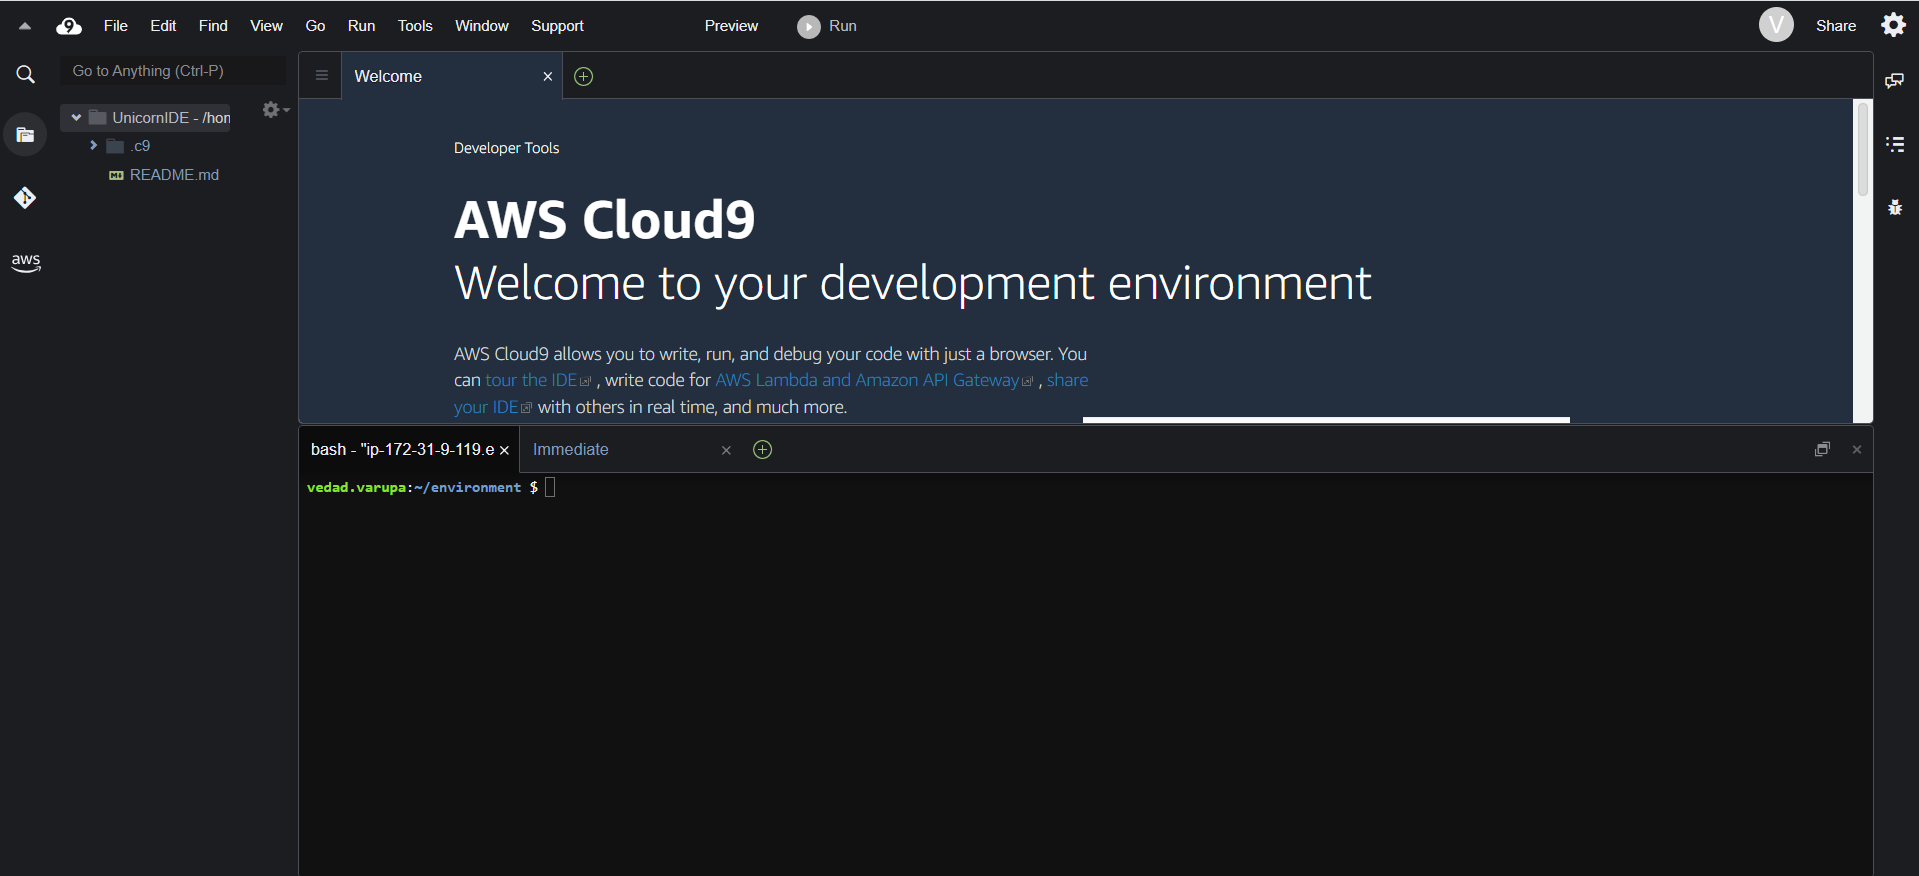 File Edit Find View Go Run Tools Window Support Preview Run V Share
Go to Anything (Ctrl-P)
Welcome
UnicornIDE - /hon
.c9
README.md
aws
Developer Tools
AWS Cloud9
Welcome to your development environment
AWS Cloud9 allows you to write, run, and debug your code with just a browser. You
can tour the IDE , write code for AWS Lambda and Amazon API Gateway , share
your IDE with others in real time, and much more.
bash - "ip-172-31-9-119.e Immediate
vedad.varupa:~/environment $